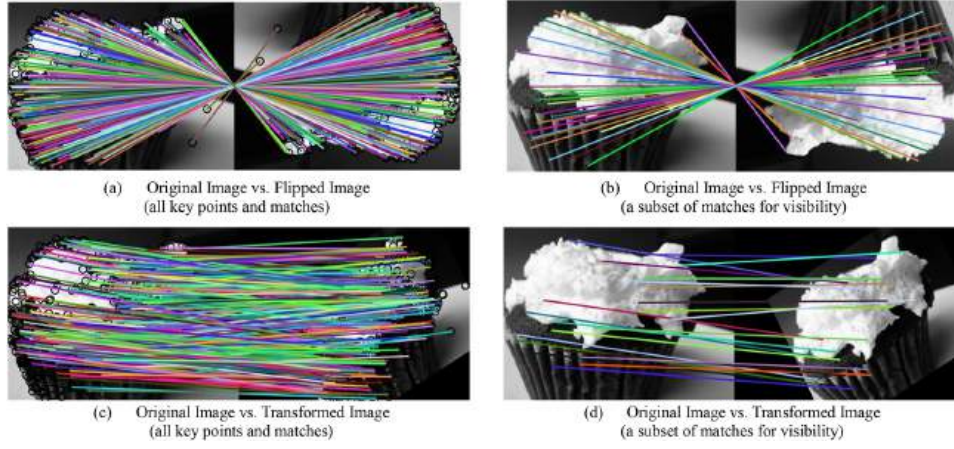 (a) Original Image vs. Flipped Image
(all key points and matches)
(b) Original Image vs. Flipped Image
(a subset of matches for visibility)
(c) Original Image vs. Transformed Image
(all key points and matches)
(d) Original Image vs. Transformed Image
(a subset of matches for visibility)